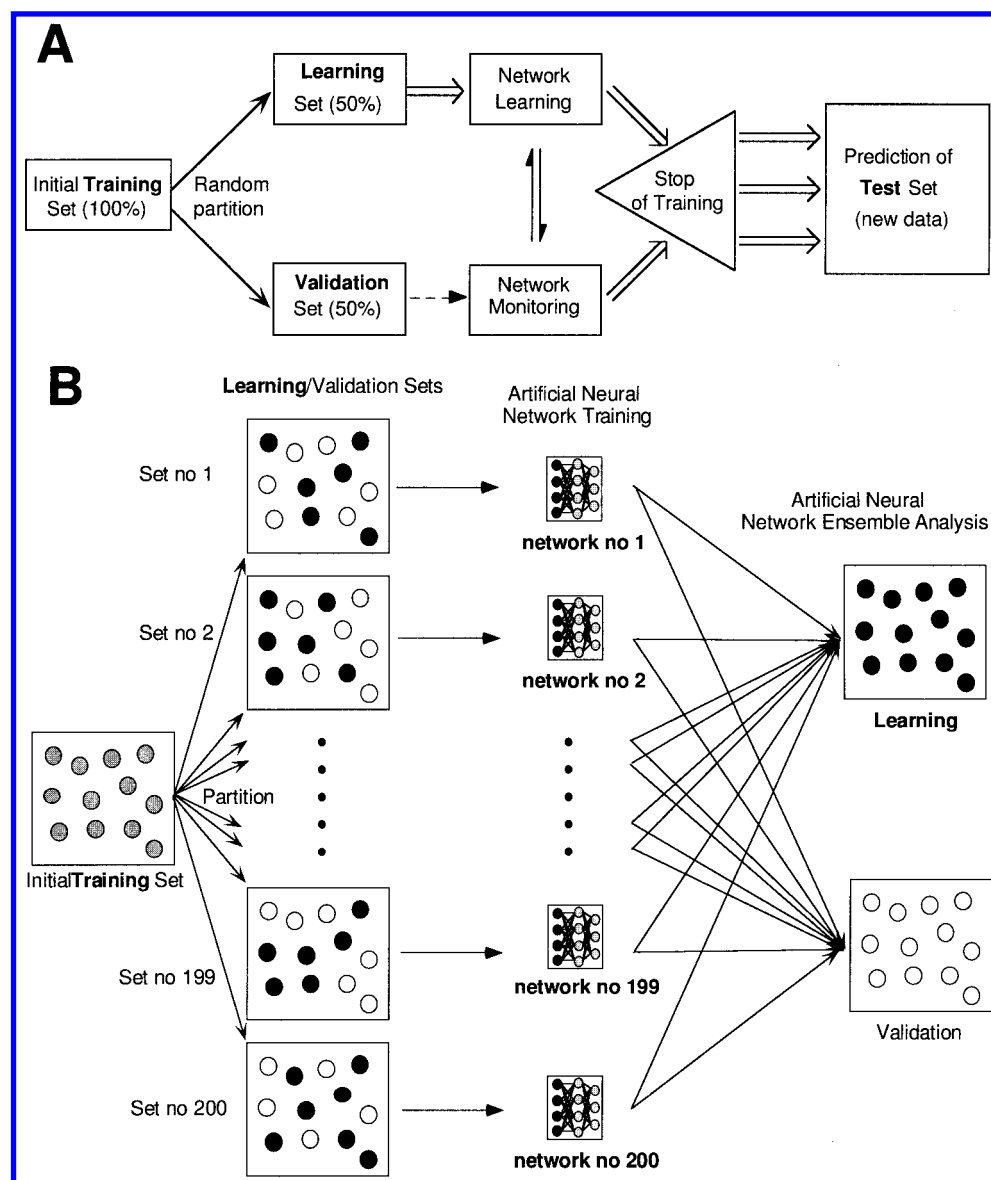 A
Learning
Set (50%)
Network
Learning
Initial Training
Set (100%)
Random
partition
Stop
of Training
Prediction of
Test Set
(new data)
Validation
Set (50%)
Network
Monitoring
B
Learning/Validation Sets
Artificial Neural
Network Training
Set no 1
network no 1
Artificial Neural
Network Ensemble Analysis
Set no 2
network no 2
Learning
Partition
InitialTraining Set
Set no 199
network no 199
Validation
Set no 200
network no 200